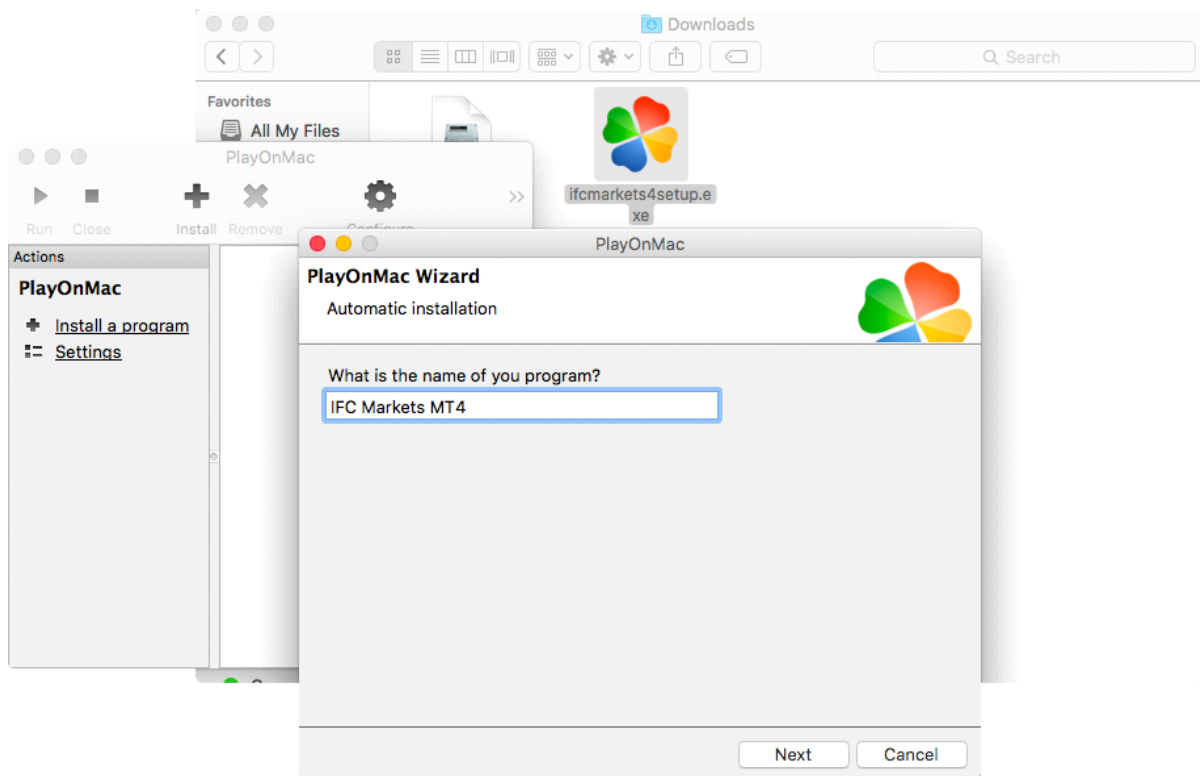 Downloads
Search
Favorites
All My Files
PlayOnMac
ifcmarkets4setup.e
xe
Run Close Install Remove Configure
Actions
PlayOnMac
Install a program
Settings
PlayOnMac
PlayOnMac Wizard
Automatic installation
What is the name of you program?
IFC Markets MT4
Next Cancel